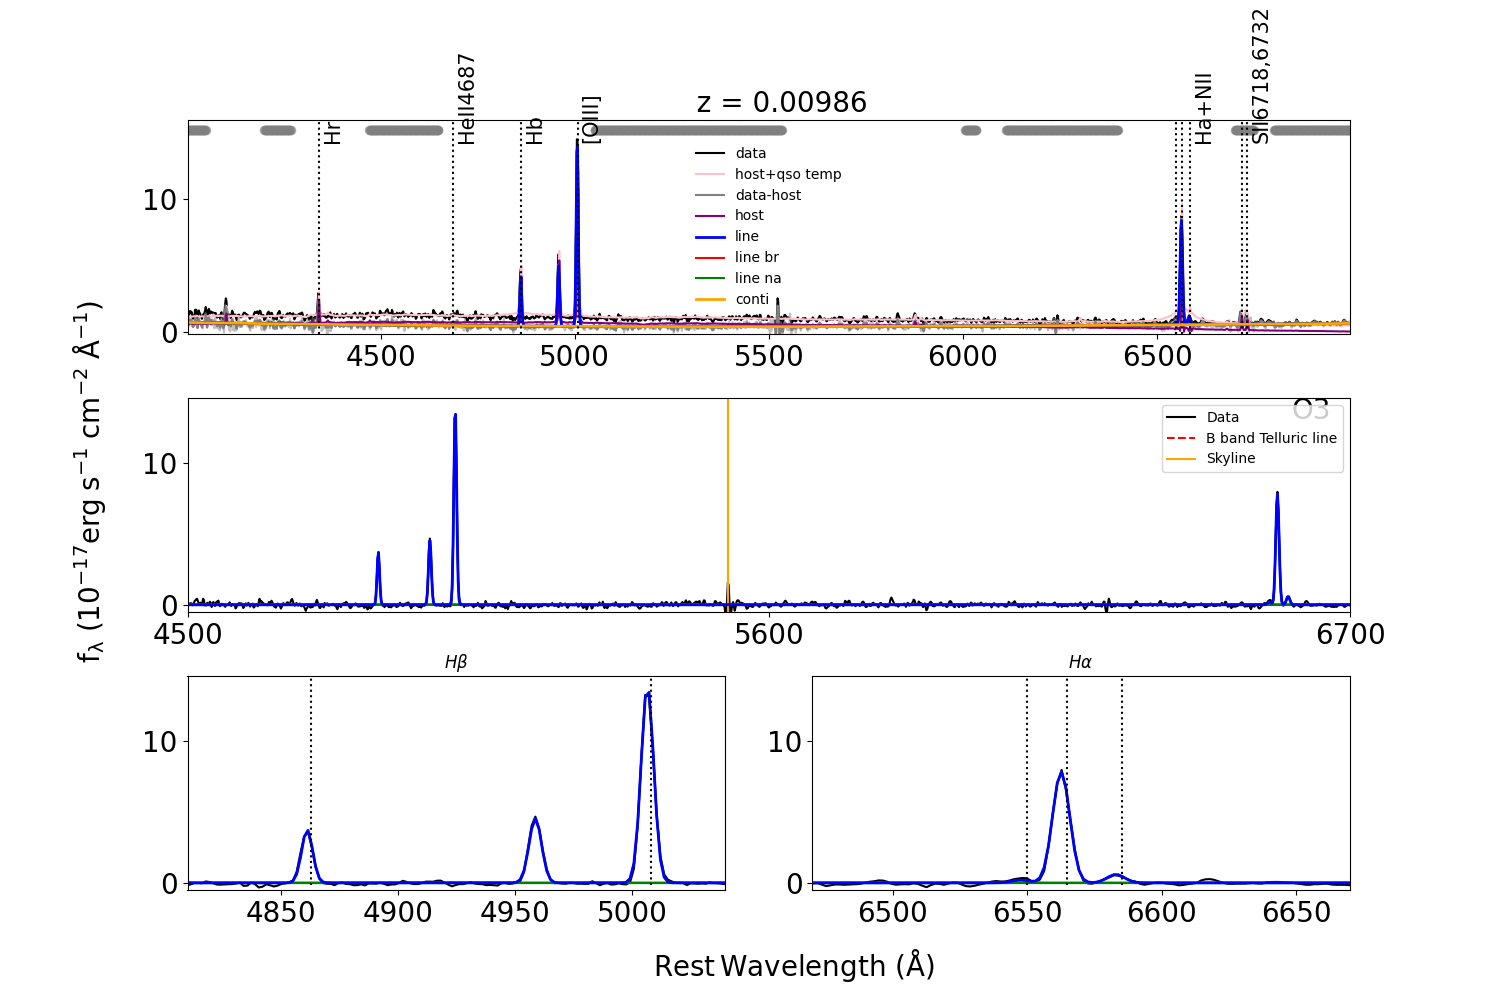 z = 0.00986
Hr
HeII4687
Hb
[OIII]
Ha+NII
SII6718,6732
data
host+qso temp
data-host
host
line
line br
line na
conti
10
0
4500 5000 5500 6000 6500
fλ (10⁻¹⁷erg s⁻¹ cm⁻² Å⁻¹)
O3
Data
B band Telluric line
Skyline
10
0
4500 5600 6700
Hβ
10
0
4850 4900 4950 5000
Hα
10
0
6500 6550 6600 6650
Rest Wavelength (Å)